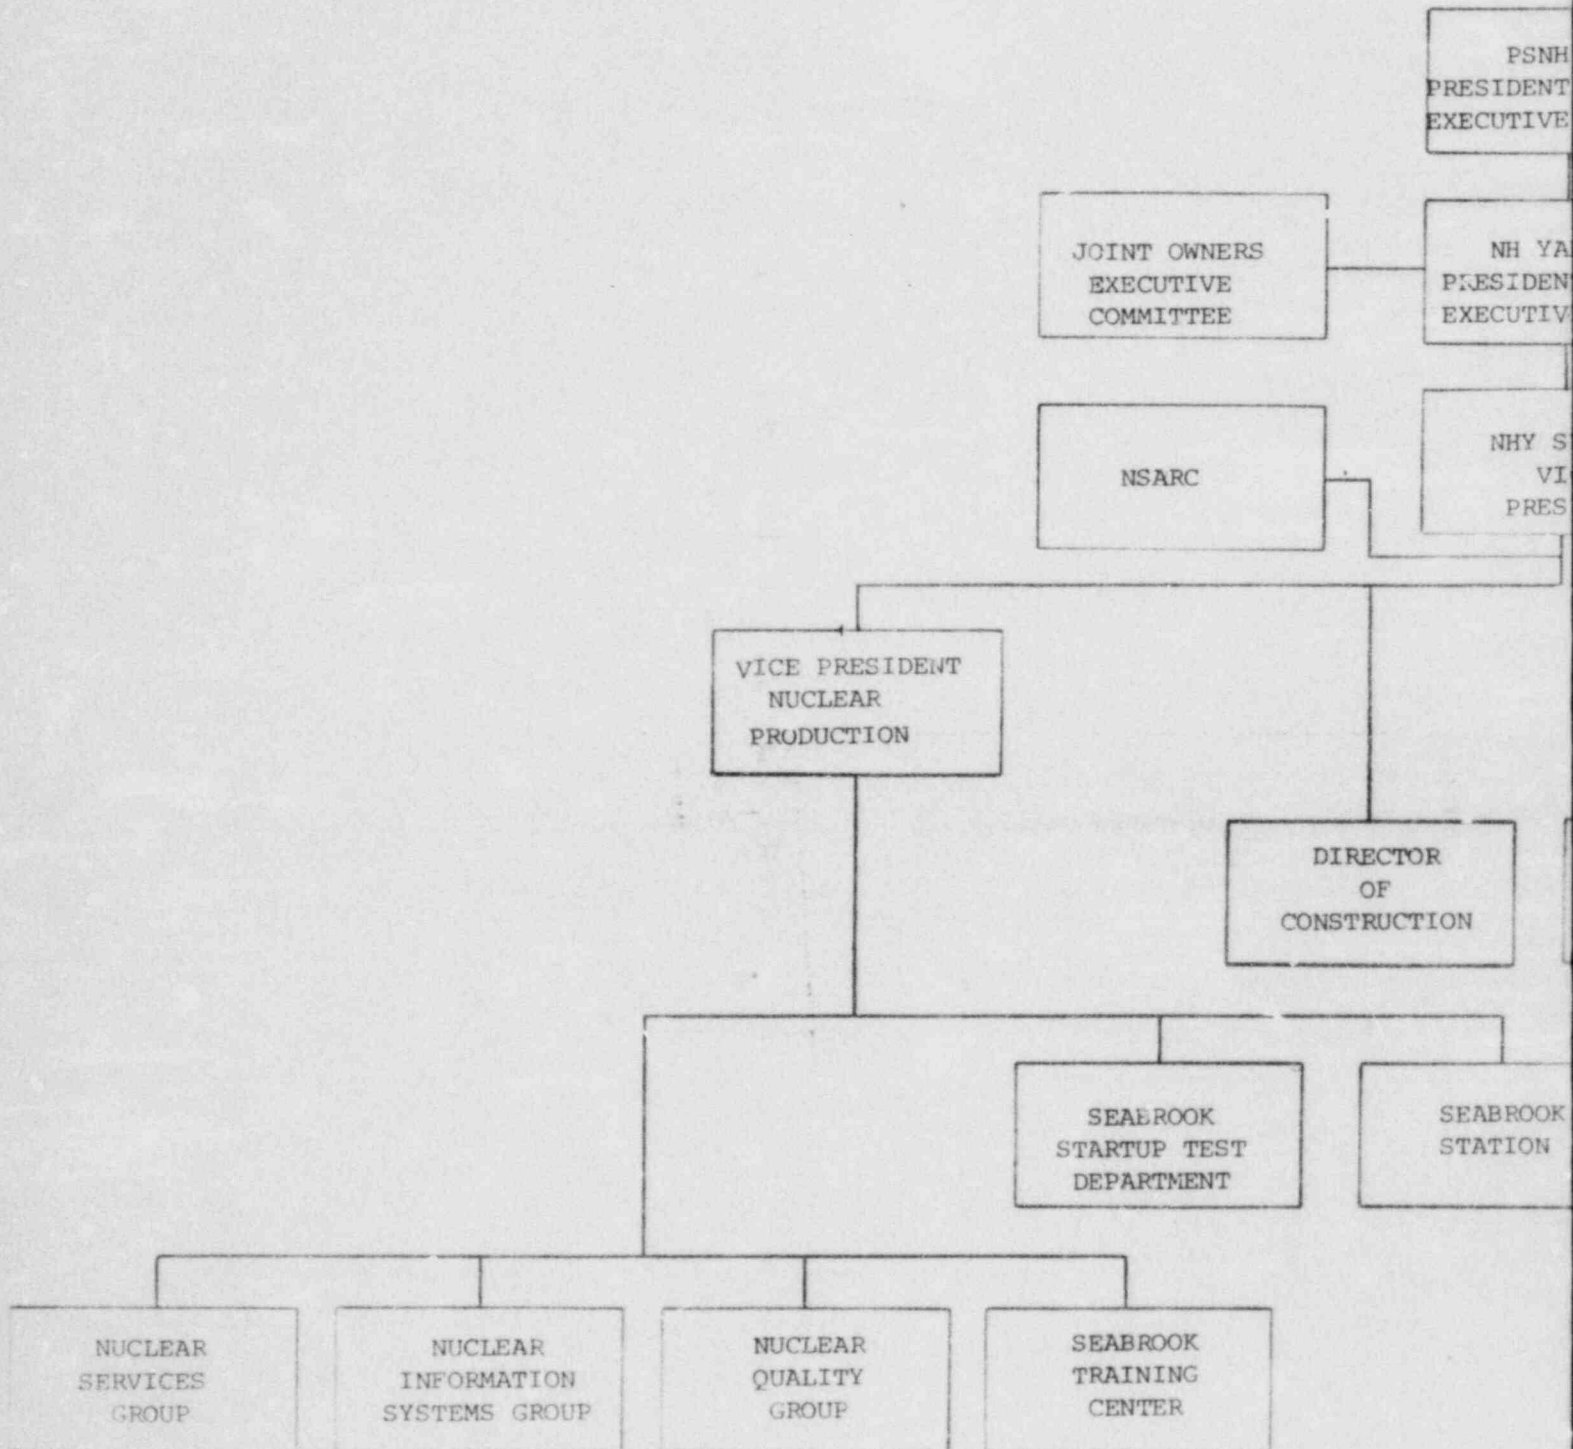 PSNH
PRESIDENT
EXECUTIVE
JOINT OWNERS
EXECUTIVE
COMMITTEE
NH YA
PRESIDEN
EXECUTIV
NSARC
NHY S
VI
PRES
VICE PRESIDENT
NUCLEAR
PRODUCTION
DIRECTOR
OF
CONSTRUCTION
SEABROOK
STARTUP TEST
DEPARTMENT
SEABROOK
STATION
NUCLEAR
SERVICES
GROUP
NUCLEAR
INFORMATION
SYSTEMS GROUP
NUCLEAR
QUALITY
GROUP
SEABROOK
TRAINING
CENTER